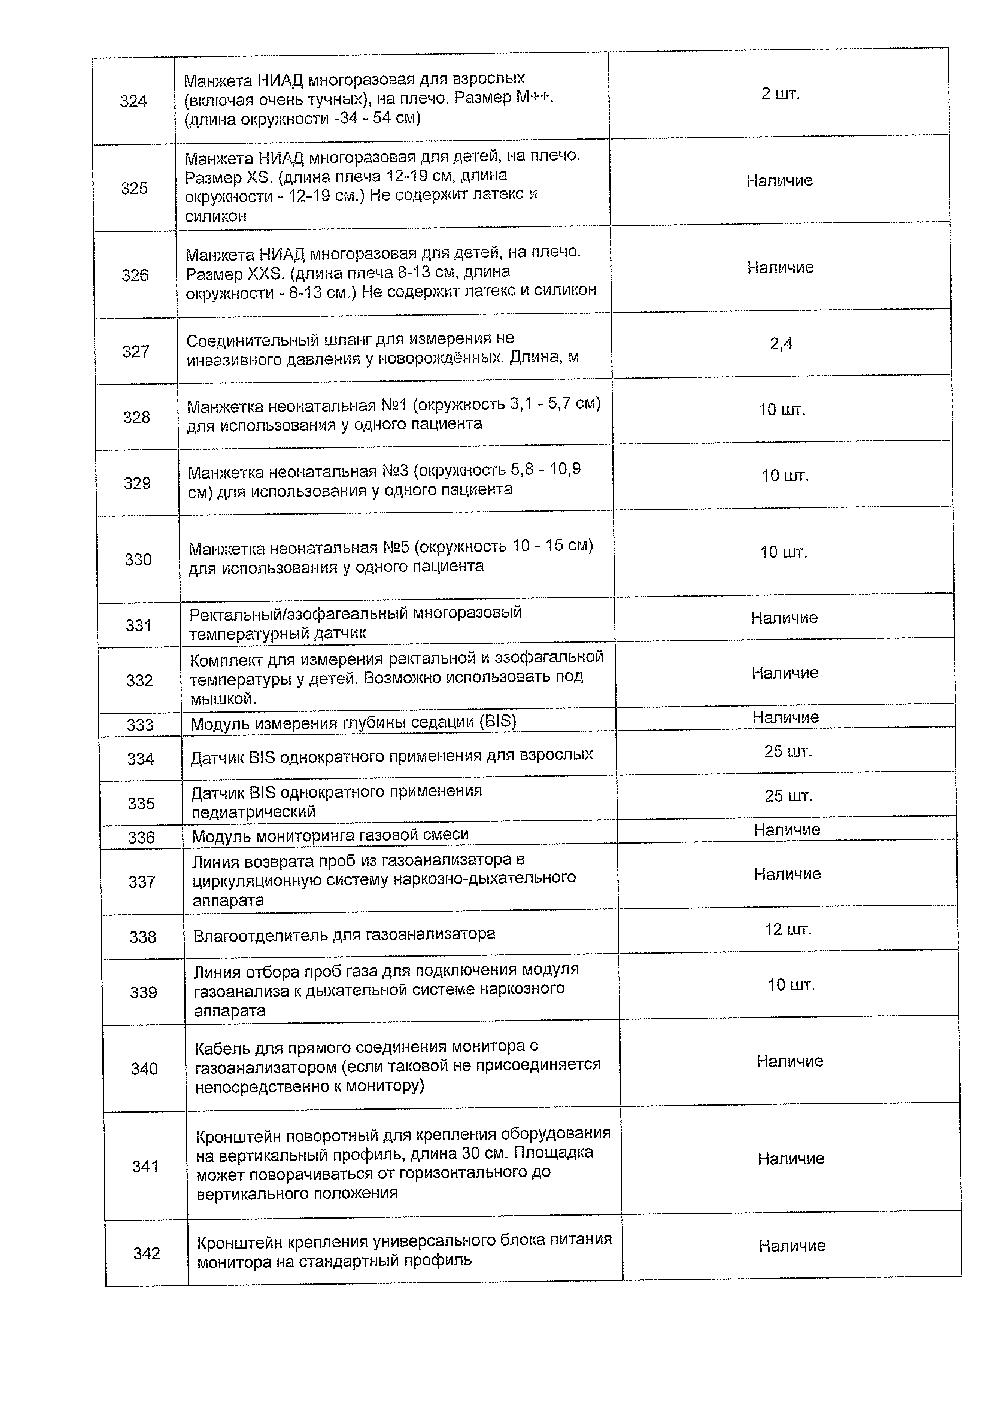 324
Манжета НИАД многоразовая для взрослых
(включая очень тучных), на плечо. Размер М++.
(длина окружности -34 - 54 см)
2 шт.
325
Манжета НИАД многоразовая для детей, на плечо.
Размер XS. (длина плеча 12-19 см, длина
окружности - 12-19 см.) Не содержит латекс и
силикон
Наличие
326
Манжета НИАД многоразовая для детей, на плечо.
Размер XXS. (длина плеча 8-13 см, длина
окружности - 8-13 см.) Не содержит латекс и силикон
Наличие
327
Соединительный шланг для измерения не
инвазивного давления у новорождённых. Длина, м
2,4
328
Манжетка неонатальная №1 (окружность 3,1 - 5,7 см)
для использования у одного пациента
10 шт.
329
Манжетка неонатальная №3 (окружность 5,8 - 10,9
см) для использования у одного пациента
10 шт.
330
Манжетка неонатальная №5 (окружность 10 - 15 см)
для использования у одного пациента
10 шт.
331
Ректальный/эзофагеальный многоразовый
температурный датчик
Наличие
332
Комплект для измерения ректальной и эзофагальной
температуры у детей. Возможно использовать под
мышкой.
Наличие
333
Модуль измерения глубины седации (BIS)
Наличие
334
Датчик BIS однократного применения для взрослых
25 шт.
335
Датчик BIS однократного применения
педиатрический
25 шт.
336
Модуль мониторинга газовой смеси
Наличие
337
Линия возврата проб из газоанализатора в
циркуляционную систему наркозно-дыхательного
аппарата
Наличие
338
Влагоотделитель для газоанализатора
12 шт.
339
Линия отбора проб газа для подключения модуля
газоанализа к дыхательной системе наркозного
аппарата
10 шт.
340
Кабель для прямого соединения монитора с
газоанализатором (если таковой не присоединяется
непосредственно к монитору)
Наличие
341
Кронштейн поворотный для крепления оборудования
на вертикальный профиль, длина 30 см. Площадка
может поворачиваться от горизонтального до
вертикального положения
Наличие
342
Кронштейн крепления универсального блока питания
монитора на стандартный профиль
Наличие